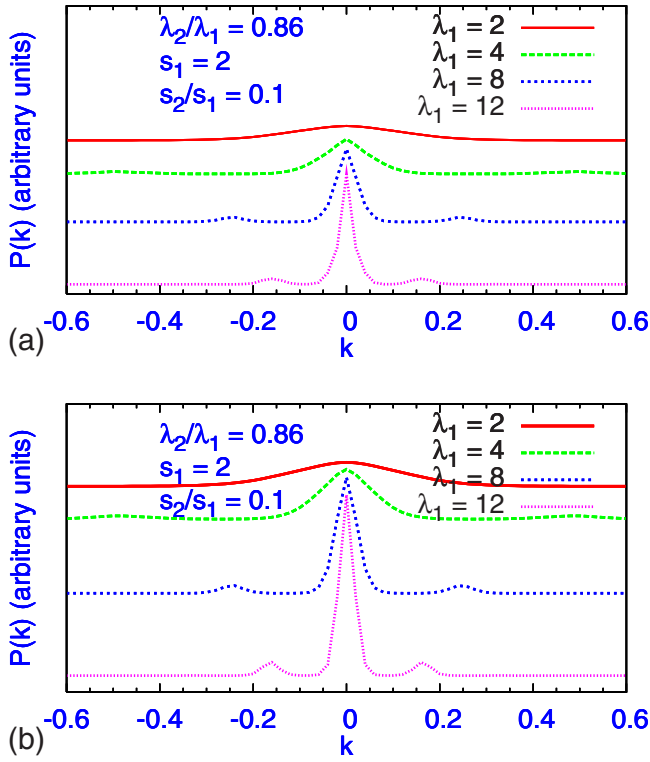 λ2/λ1 = 0.86
s1 = 2
s2/s1 = 0.1
λ1 = 2
λ1 = 4
λ1 = 8
λ1 = 12
P(k) (arbitrary units)
-0.6 -0.4 -0.2 0 0.2 0.4 0.6
k
(a)
λ2/λ1 = 0.86
s1 = 2
s2/s1 = 0.1
λ1 = 2
λ1 = 4
λ1 = 8
λ1 = 12
P(k) (arbitrary units)
-0.6 -0.4 -0.2 0 0.2 0.4 0.6
k
(b)